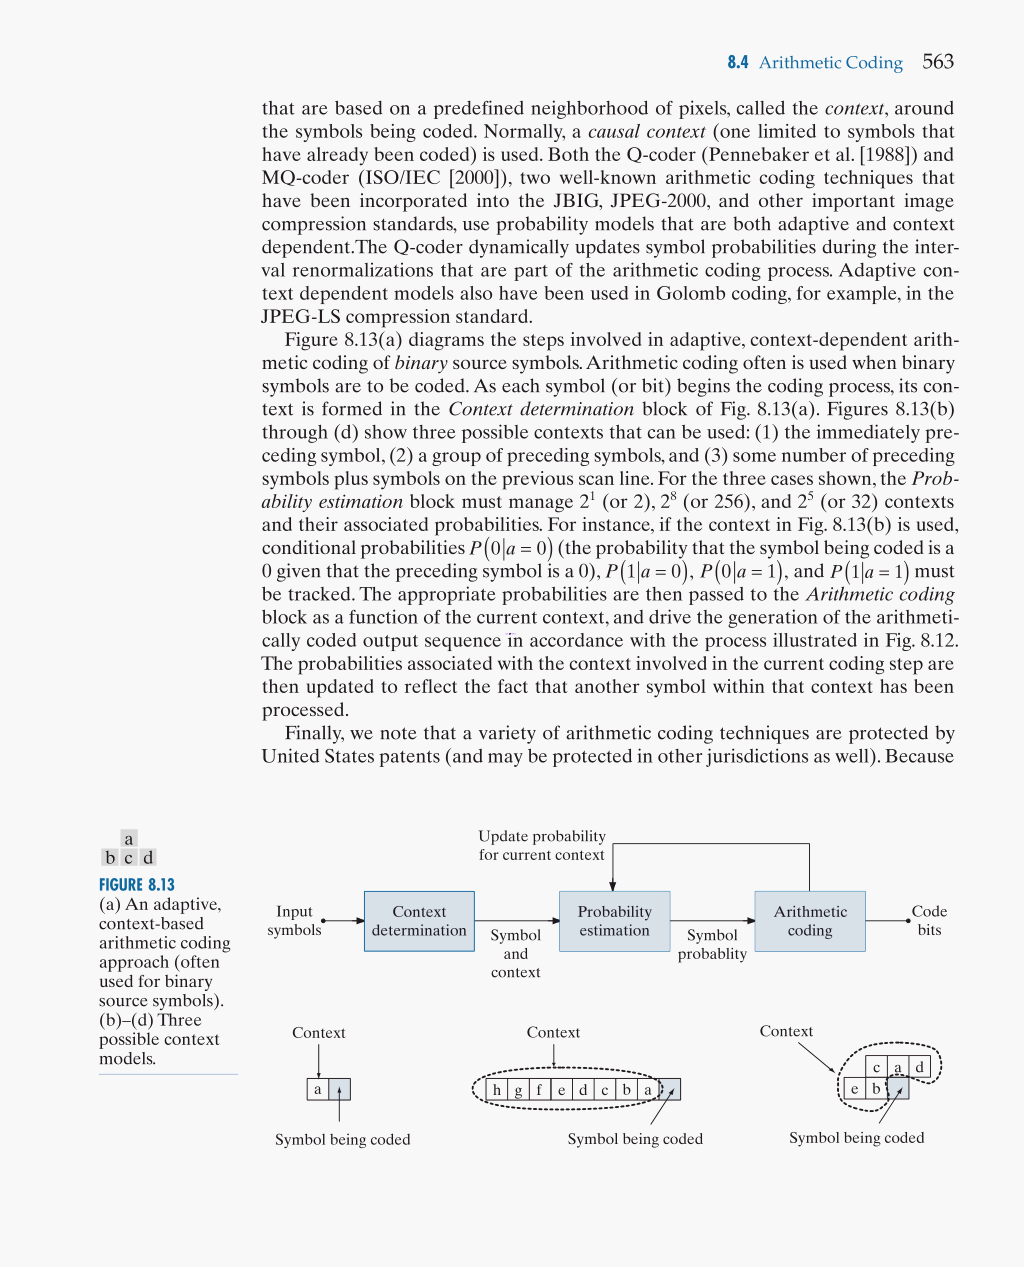 8.4 Arithmetic Coding 563
that are based on a predefined neighborhood of pixels, called the context, around
the symbols being coded. Normally, a causal context (one limited to symbols that
have already been coded) is used. Both the Q-coder (Pennebaker et al. [1988]) and
MQ-coder (ISO/IEC [2000]), two well-known arithmetic coding techniques that
have been incorporated into the JBIG, JPEG-2000, and other important image
compression standards, use probability models that are both adaptive and context
dependent.The Q-coder dynamically updates symbol probabilities during the inter-
val renormalizations that are part of the arithmetic coding process. Adaptive con-
text dependent models also have been used in Golomb coding, for example, in the
JPEG-LS compression standard.
Figure 8.13(a) diagrams the steps involved in adaptive, context-dependent arith-
metic coding of binary source symbols. Arithmetic coding often is used when binary
symbols are to be coded. As each symbol (or bit) begins the coding process, its con-
text is formed in the Context determination block of Fig. 8.13(a). Figures 8.13(b)
through (d) show three possible contexts that can be used: (1) the immediately pre-
ceding symbol, (2) a group of preceding symbols, and (3) some number of preceding
symbols plus symbols on the previous scan line. For the three cases shown, the Prob-
ability estimation block must manage 2¹ (or 2), 2⁸ (or 256), and 2⁵ (or 32) contexts
and their associated probabilities. For instance, if the context in Fig. 8.13(b) is used,
conditional probabilities P(0|a = 0) (the probability that the symbol being coded is a
0 given that the preceding symbol is a 0), P(1|a = 0), P(0|a = 1), and P(1|a = 1) must
be tracked. The appropriate probabilities are then passed to the Arithmetic coding
block as a function of the current context, and drive the generation of the arithmeti-
cally coded output sequence in accordance with the process illustrated in Fig. 8.12.
The probabilities associated with the context involved in the current coding step are
then updated to reflect the fact that another symbol within that context has been
processed.
Finally, we note that a variety of arithmetic coding techniques are protected by
United States patents (and may be protected in other jurisdictions as well). Because
a
b c d
FIGURE 8.13
(a) An adaptive,
context-based
arithmetic coding
approach (often
used for binary
source symbols).
(b)–(d) Three
possible context
models.
Update probability
for current context
Input
symbols
Context
determination
Symbol
and
context
Probability
estimation
Symbol
probablity
Arithmetic
coding
Code
bits
Context
a
Symbol being coded
Context
h g f e d c b a
Symbol being coded
Context
c a d
e b
Symbol being coded